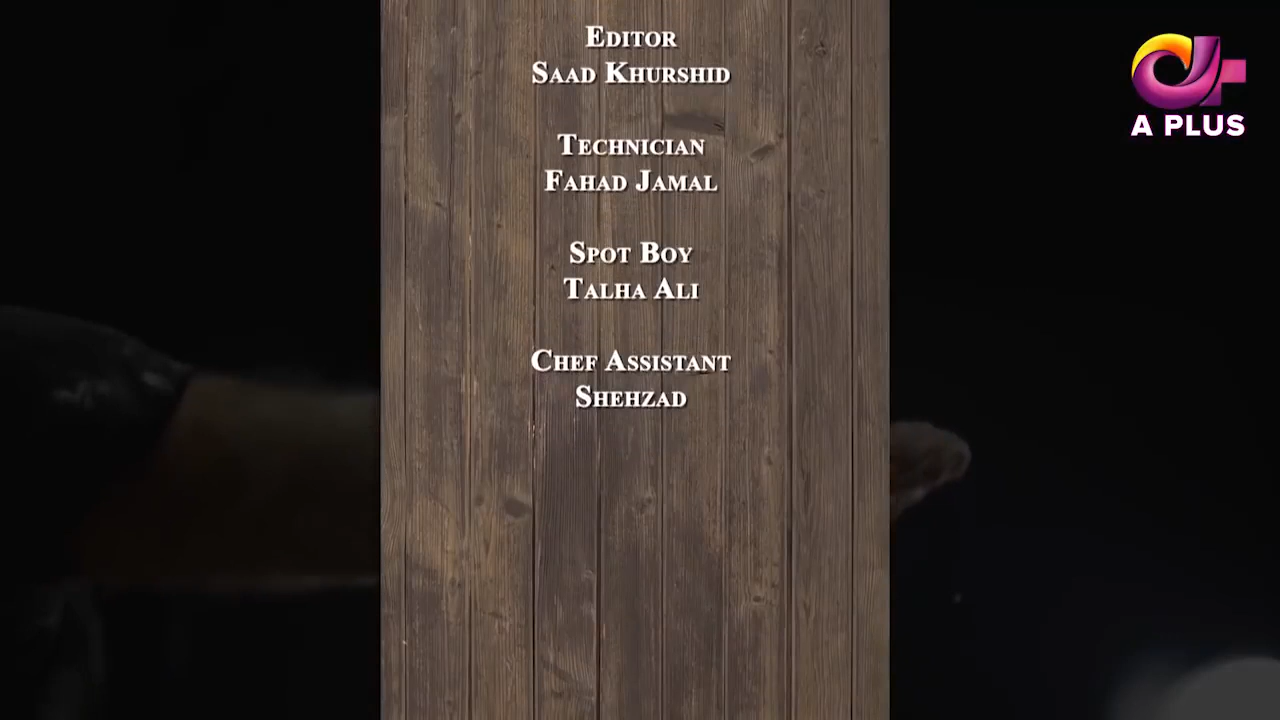 Editor
Saad Khurshid
Technician
Fahad Jamal
Spot Boy
Talha Ali
Chef Assistant
Shehzad
A PLUS